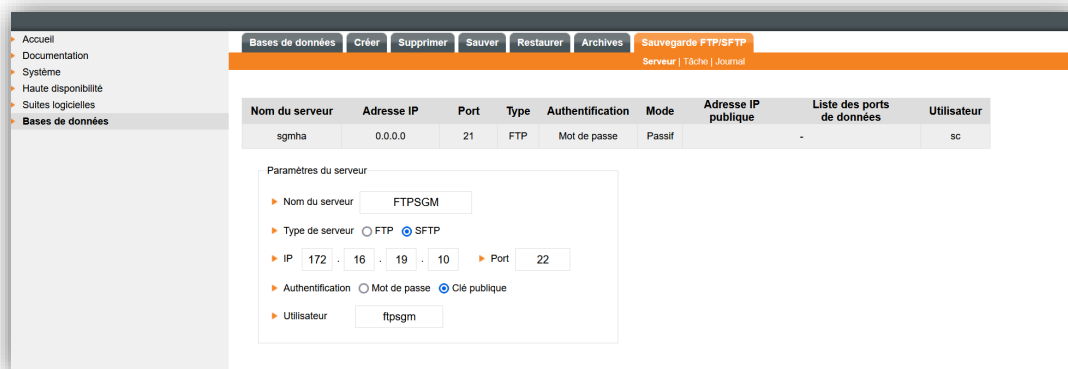 Accueil
Documentation
Système
Haute disponibilité
Suites logicielles
Bases de données
Bases de données Créer Supprimer Sauver Restaurer Archives Sauvegarde FTP/SFTP
Serveur | Tâche | Journal
Nom du serveur Adresse IP Port Type Authentification Mode Adresse IP publique Liste des ports de données Utilisateur
sgmha 0.0.0.0 21 FTP Mot de passe Passif - sc
Paramètres du serveur
Nom du serveur FTPSGM
Type de serveur FTP SFTP
IP 172 . 16 . 19 . 10 Port 22
Authentification Mot de passe Clé publique
Utilisateur ftpsgm